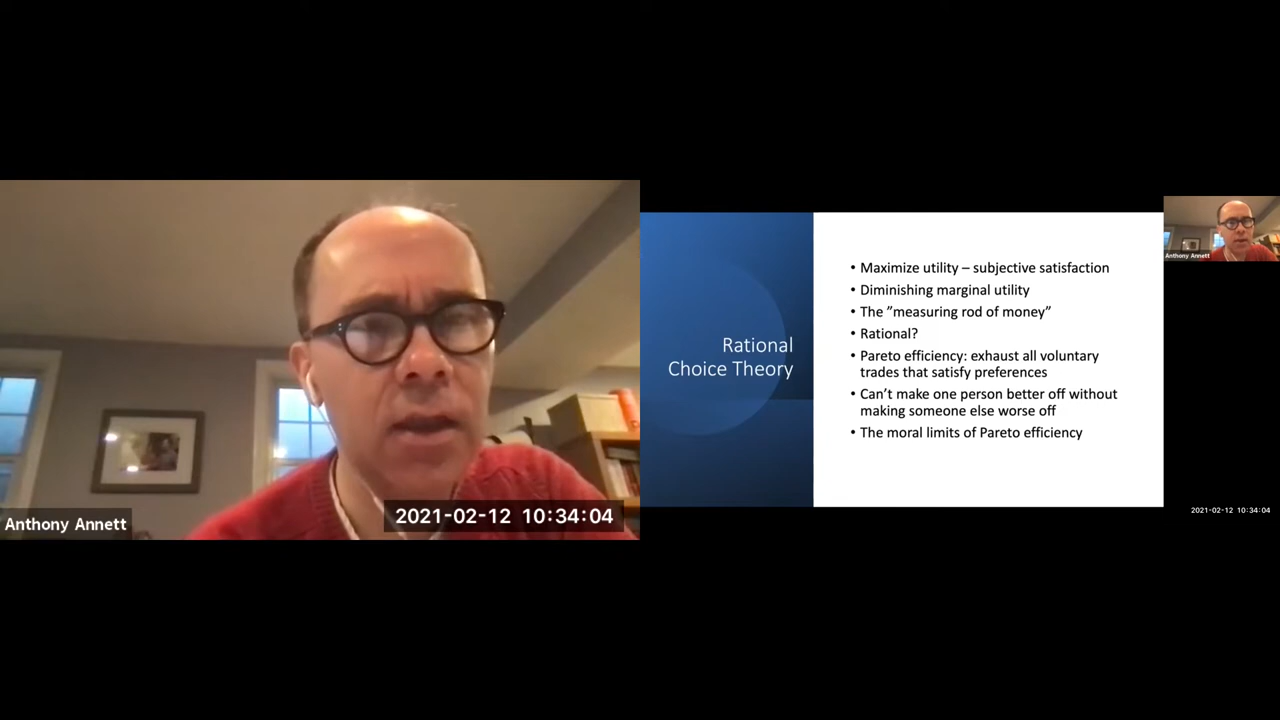 Anthony Annett
2021-02-12 10:34:04
Rational
Choice Theory
• Maximize utility – subjective satisfaction
• Diminishing marginal utility
• The ”measuring rod of money”
• Rational?
• Pareto efficiency: exhaust all voluntary
trades that satisfy preferences
• Can’t make one person better off without
making someone else worse off
• The moral limits of Pareto efficiency
Anthony Annett
2021-02-12 10:34:04